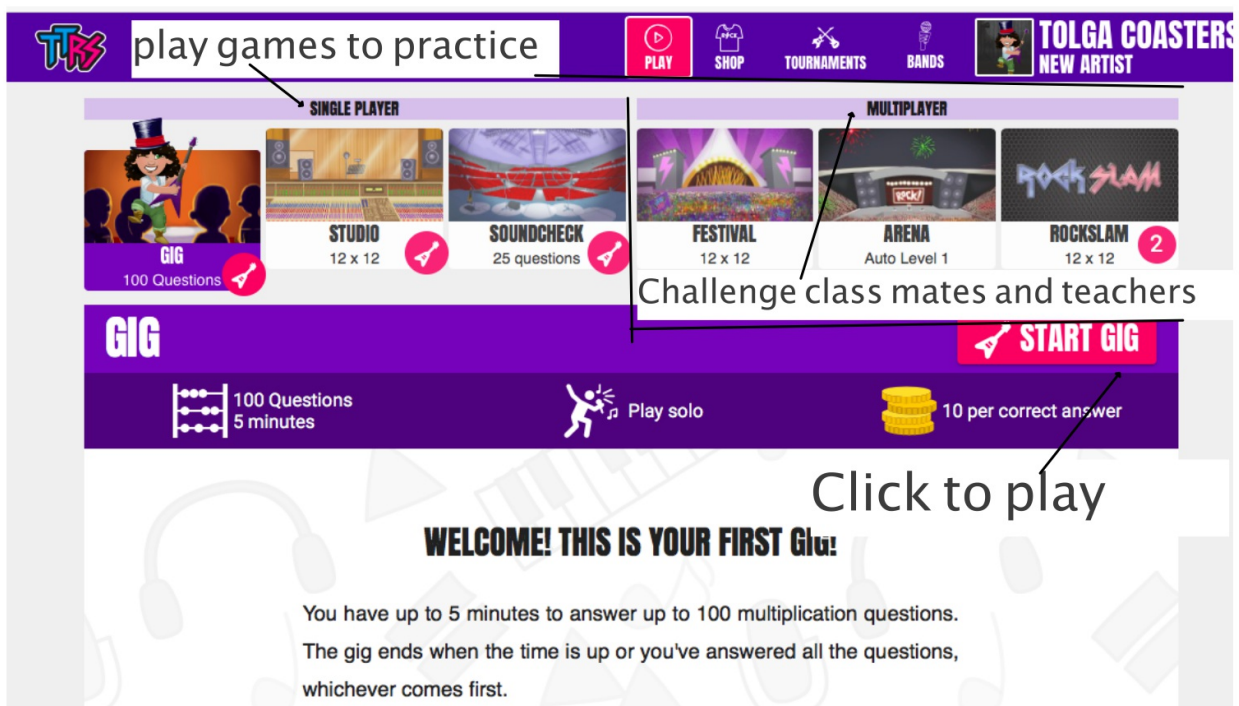 TTRS
play games to practice
PLAY
SHOP
TOURNAMENTS
BANDS
TOLGA COASTERS
NEW ARTIST
SINGLE PLAYER
MULTIPLAYER
GIG
100 Questions
STUDIO
12 x 12
SOUNDCHECK
25 questions
FESTIVAL
12 x 12
ROCK!
ARENA
Auto Level 1
ROCK SLAM
ROCKSLAM
12 x 12
2
Challenge class mates and teachers
GIG
START GIG
100 Questions
5 minutes
Play solo
10 per correct answer
Click to play
WELCOME! THIS IS YOUR FIRST GIG!
You have up to 5 minutes to answer up to 100 multiplication questions.
The gig ends when the time is up or you've answered all the questions,
whichever comes first.